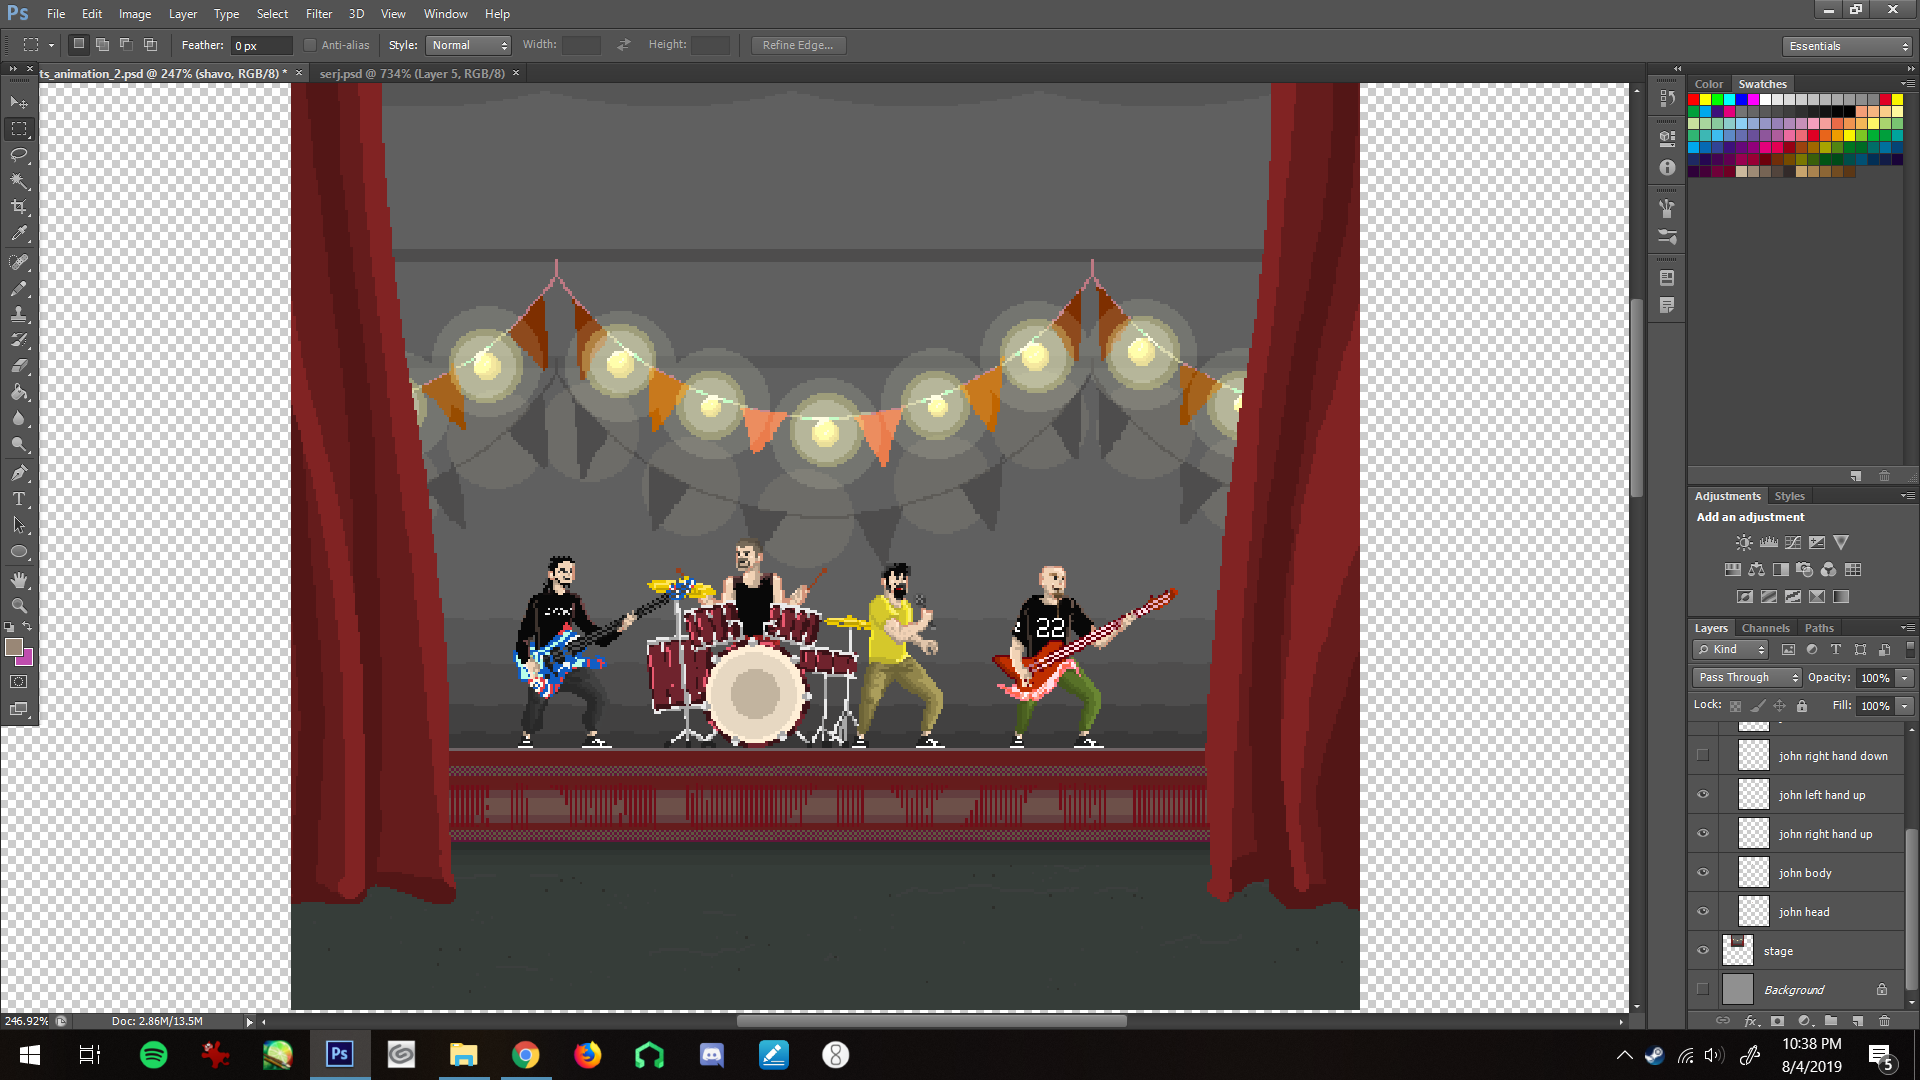 Ps File Edit Image Layer Type Select Filter 3D View Window Help
Feather: 0 px Anti-alias Style: Normal Width: Height: Refine Edge... Essentials
ts_animation_2.psd @ 247% (shavo, RGB/8) * × serj.psd @ 734% (Layer 5, RGB/8) ×
Color Swatches
Adjustments Styles
Add an adjustment
22
Layers Channels Paths
Kind
Pass Through Opacity: 100%
Lock: Fill: 100%
john right hand down
john left hand up
john right hand up
john body
john head
stage
Background
246.92% Doc: 2.86M/13.5M
fx
Ps
10:38 PM
8/4/2019
5